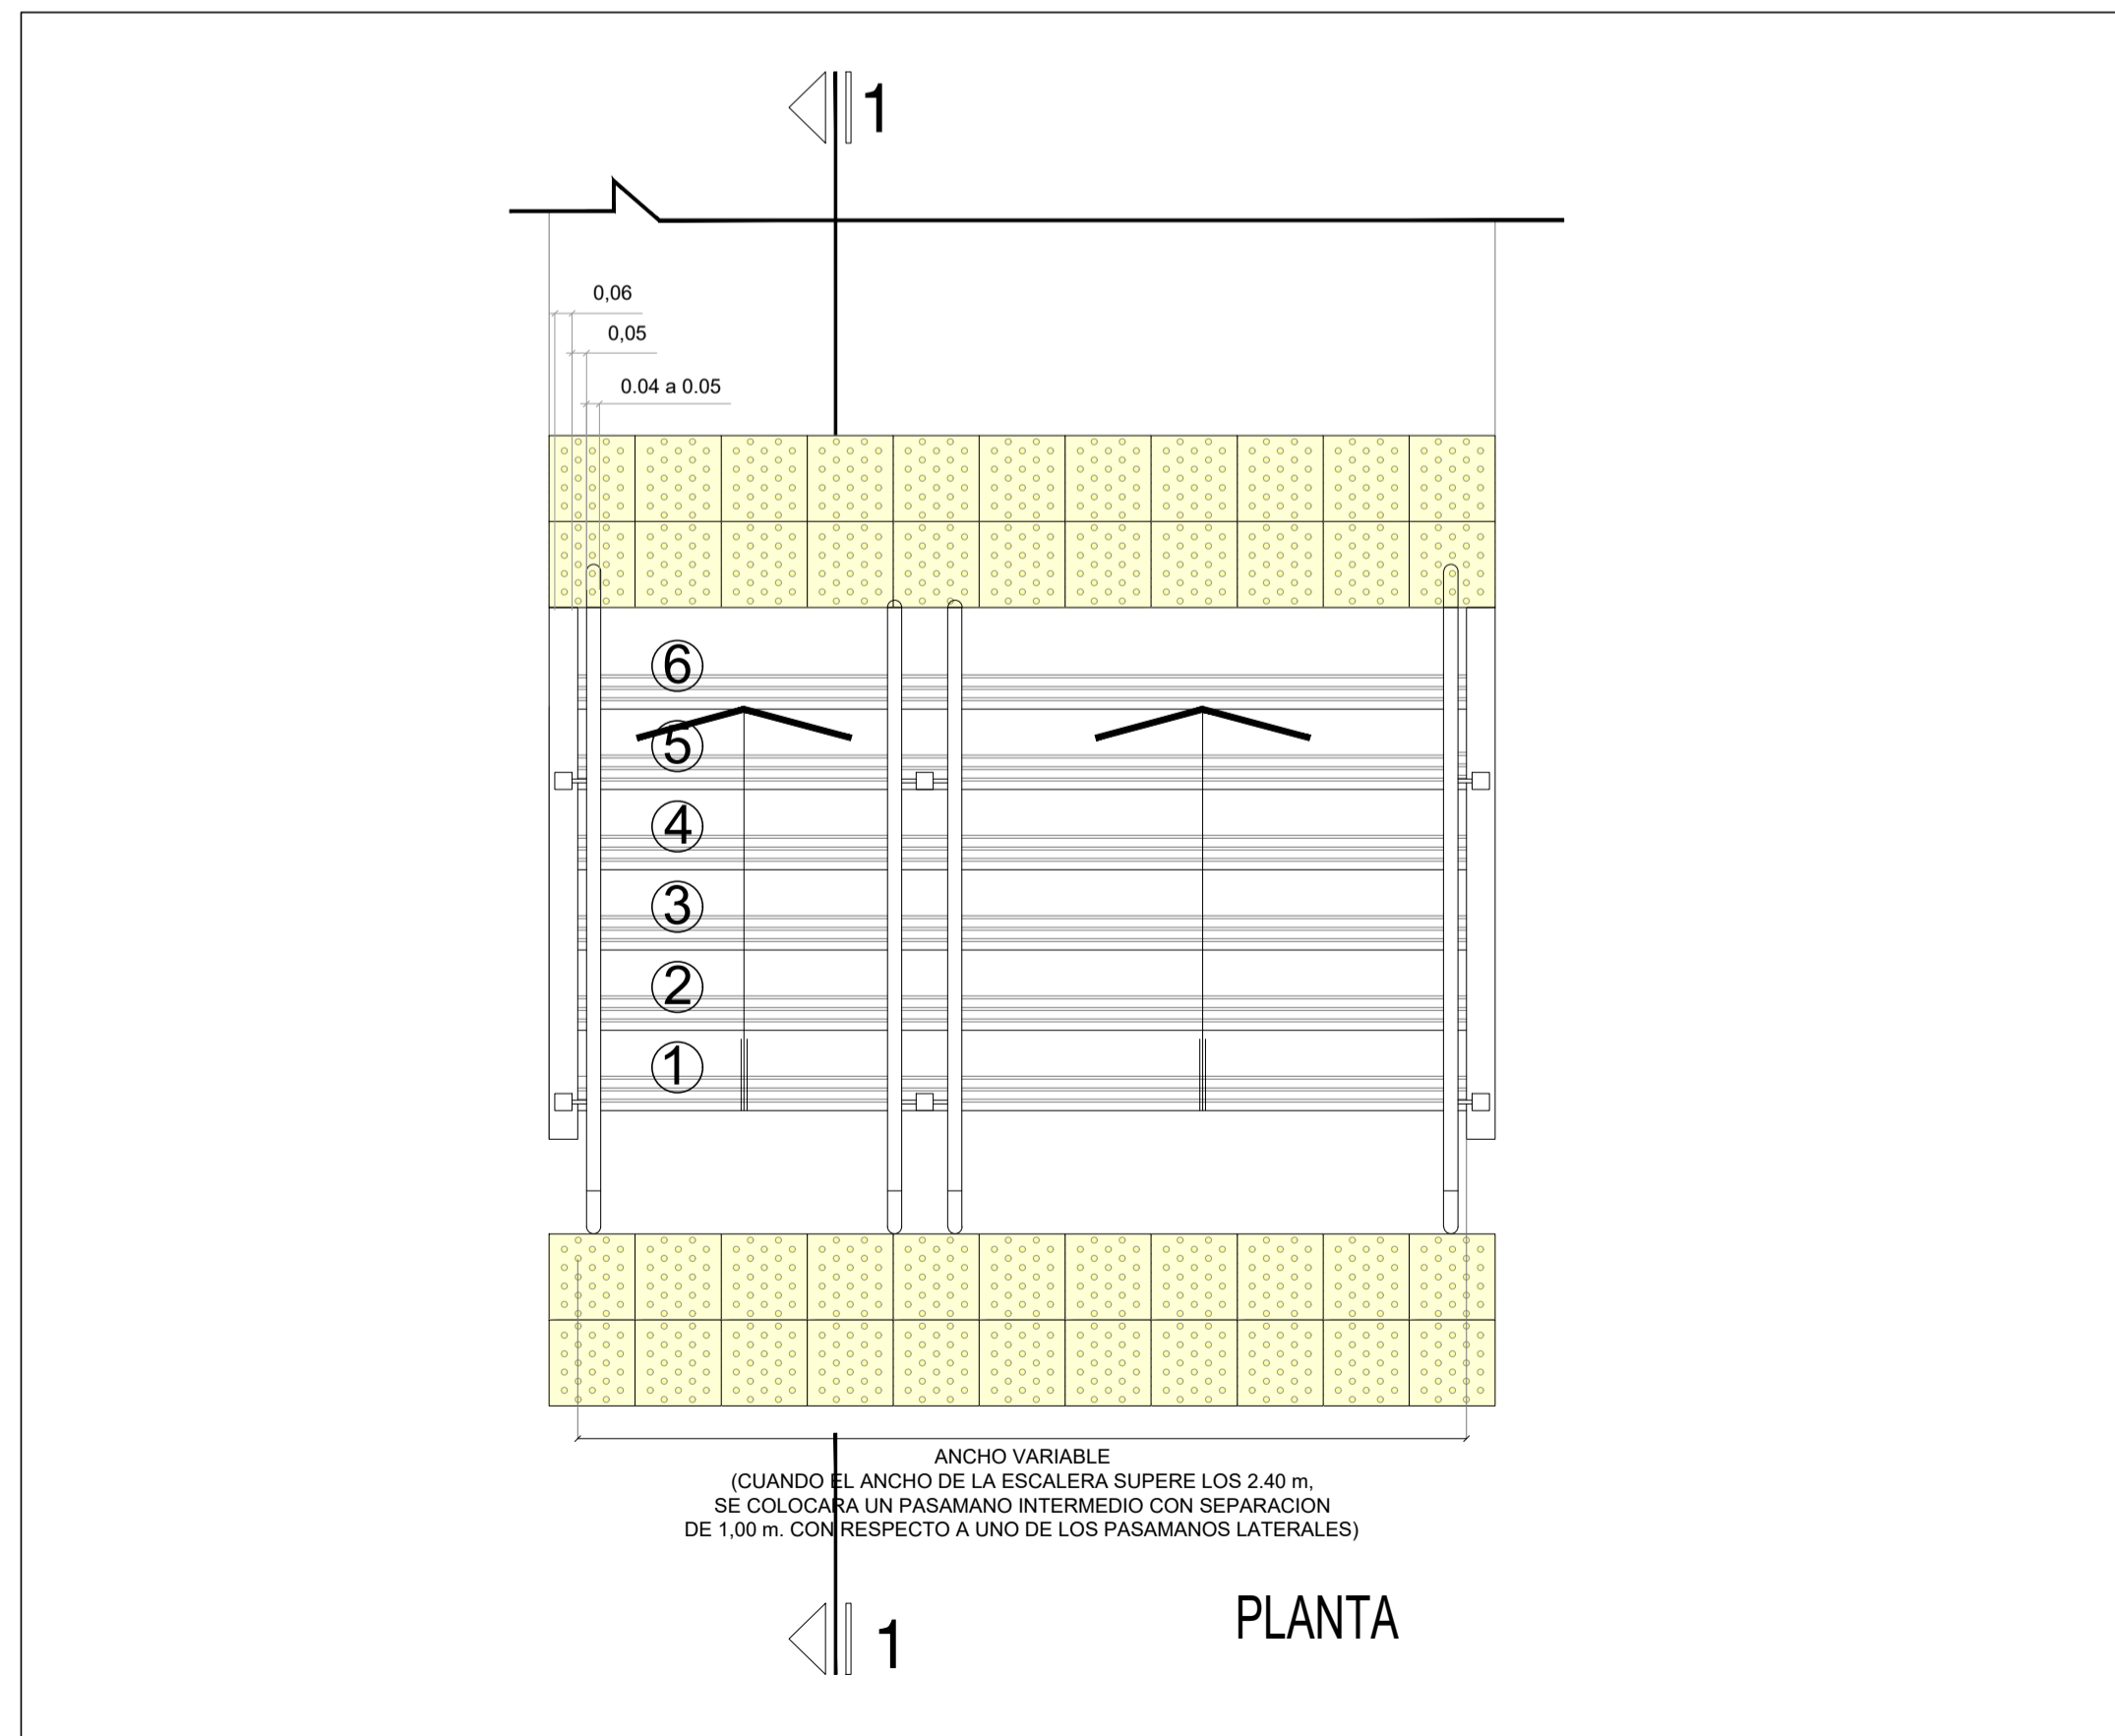 1
0,06
0,05
0.04 a 0.05
6
5
4
3
2
1
ANCHO VARIABLE
(CUANDO EL ANCHO DE LA ESCALERA SUPERE LOS 2.40 m,
SE COLOCARA UN PASAMANO INTERMEDIO CON SEPARACION
DE 1,00 m. CON RESPECTO A UNO DE LOS PASAMANOS LATERALES)
PLANTA
1